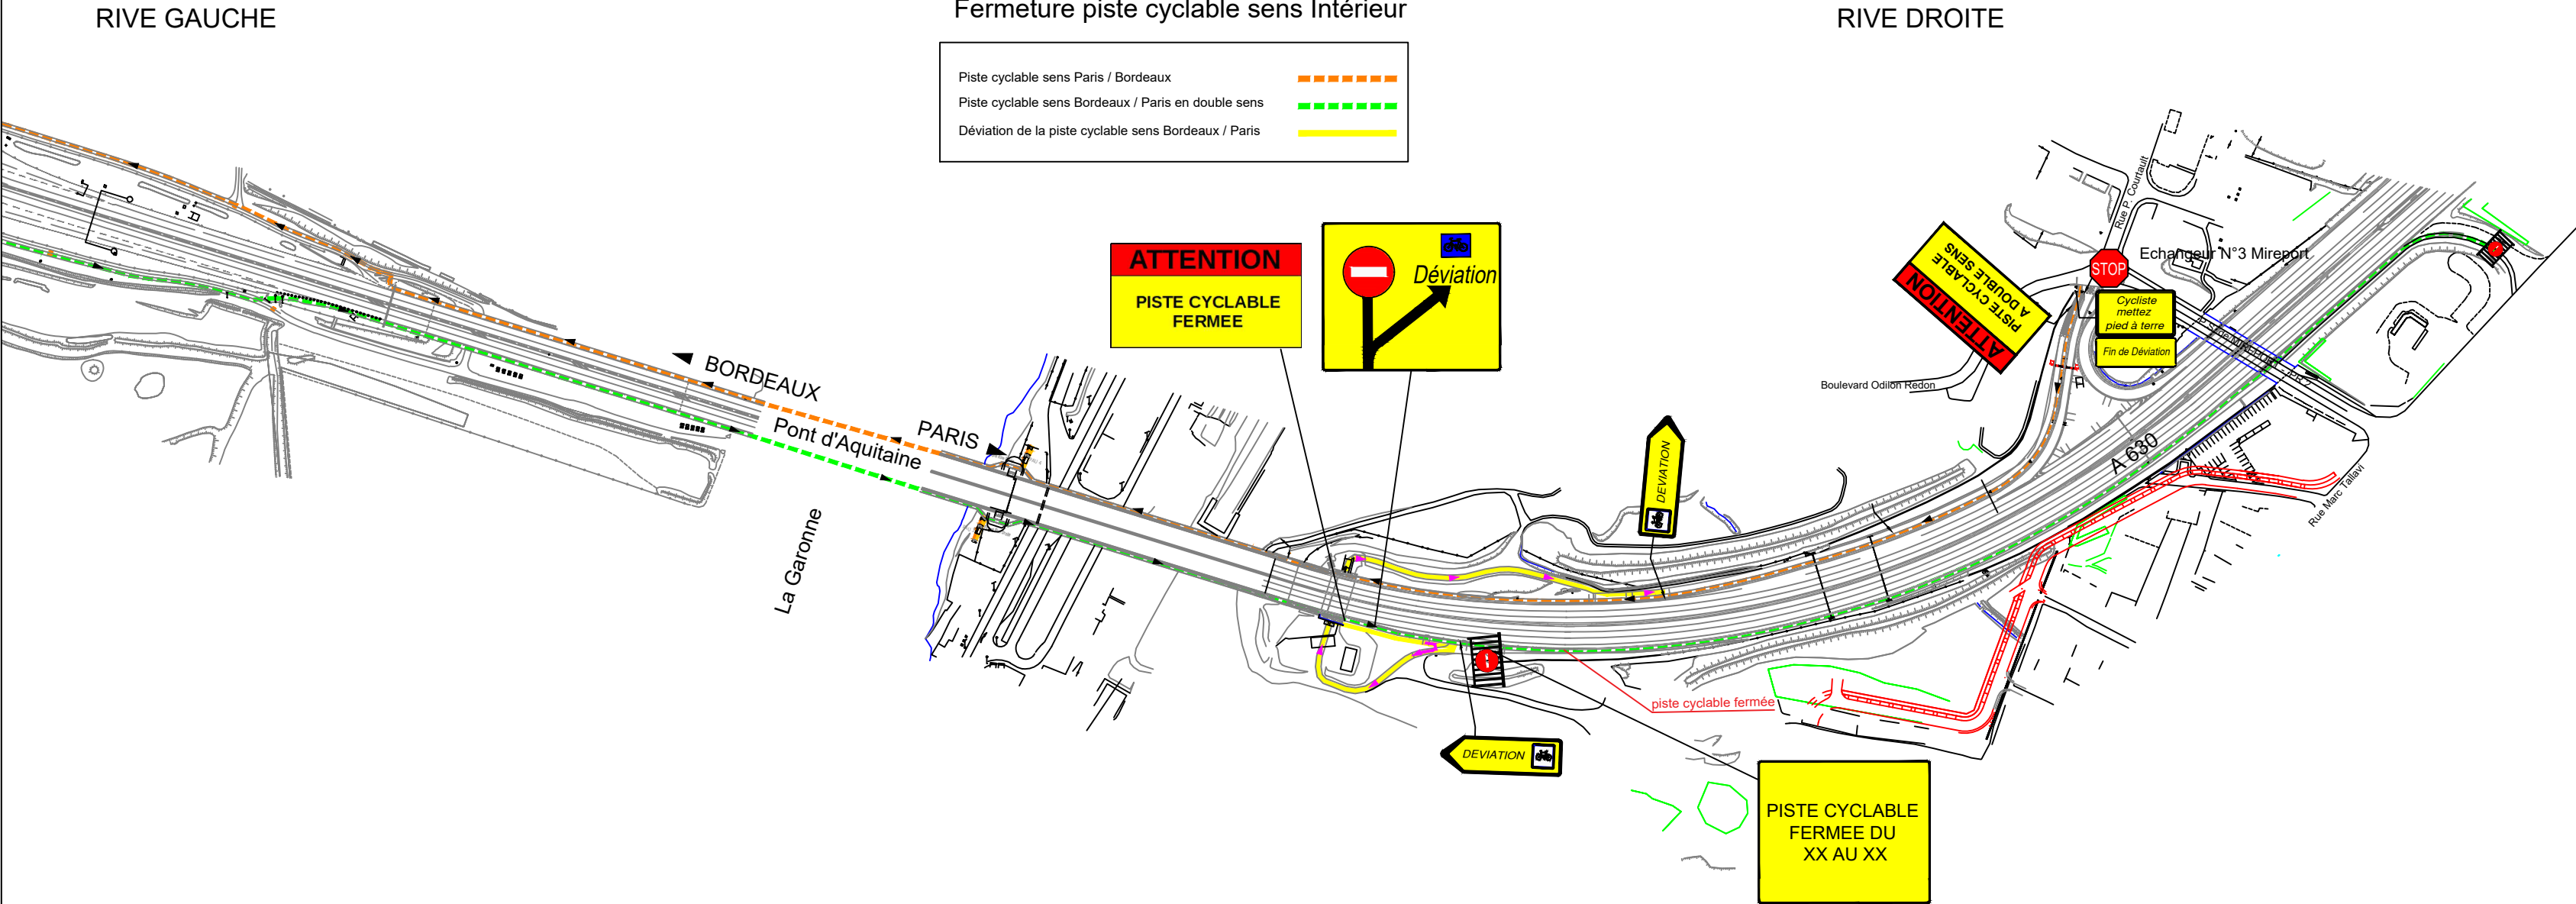 RIVE GAUCHE
Fermeture piste cyclable sens Intérieur
RIVE DROITE
Piste cyclable sens Paris / Bordeaux
Piste cyclable sens Bordeaux / Paris en double sens
Déviation de la piste cyclable sens Bordeaux / Paris
ATTENTION
PISTE CYCLABLE
FERMEE
Déviation
ATTENTION
PISTE CYCLABLE
A DOUBLE SENS
Rue P. Courtault
STOP
Echangeur N°3 Mireport
Cycliste
mettez
pied à terre
Fin de Déviation
Boulevard Odilon Redon
BORDEAUX
PARIS
Pont d'Aquitaine
La Garonne
DEVIATION
A 630
Rue Marc Tallavi
piste cyclable fermée
DEVIATION
PISTE CYCLABLE
FERMEE DU
XX AU XX